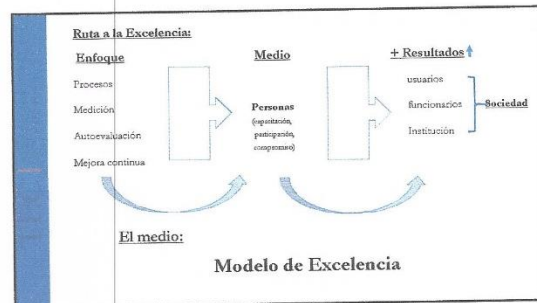 Ruta a la Excelencia:
Enfoque
Procesos
Medición
Autoevaluación
Mejora continua
Medio
Personas
(capacitación,
participación,
compromiso)
+ Resultados
usuarios
funcionarios
Institución
Sociedad
El medio:
Modelo de Excelencia